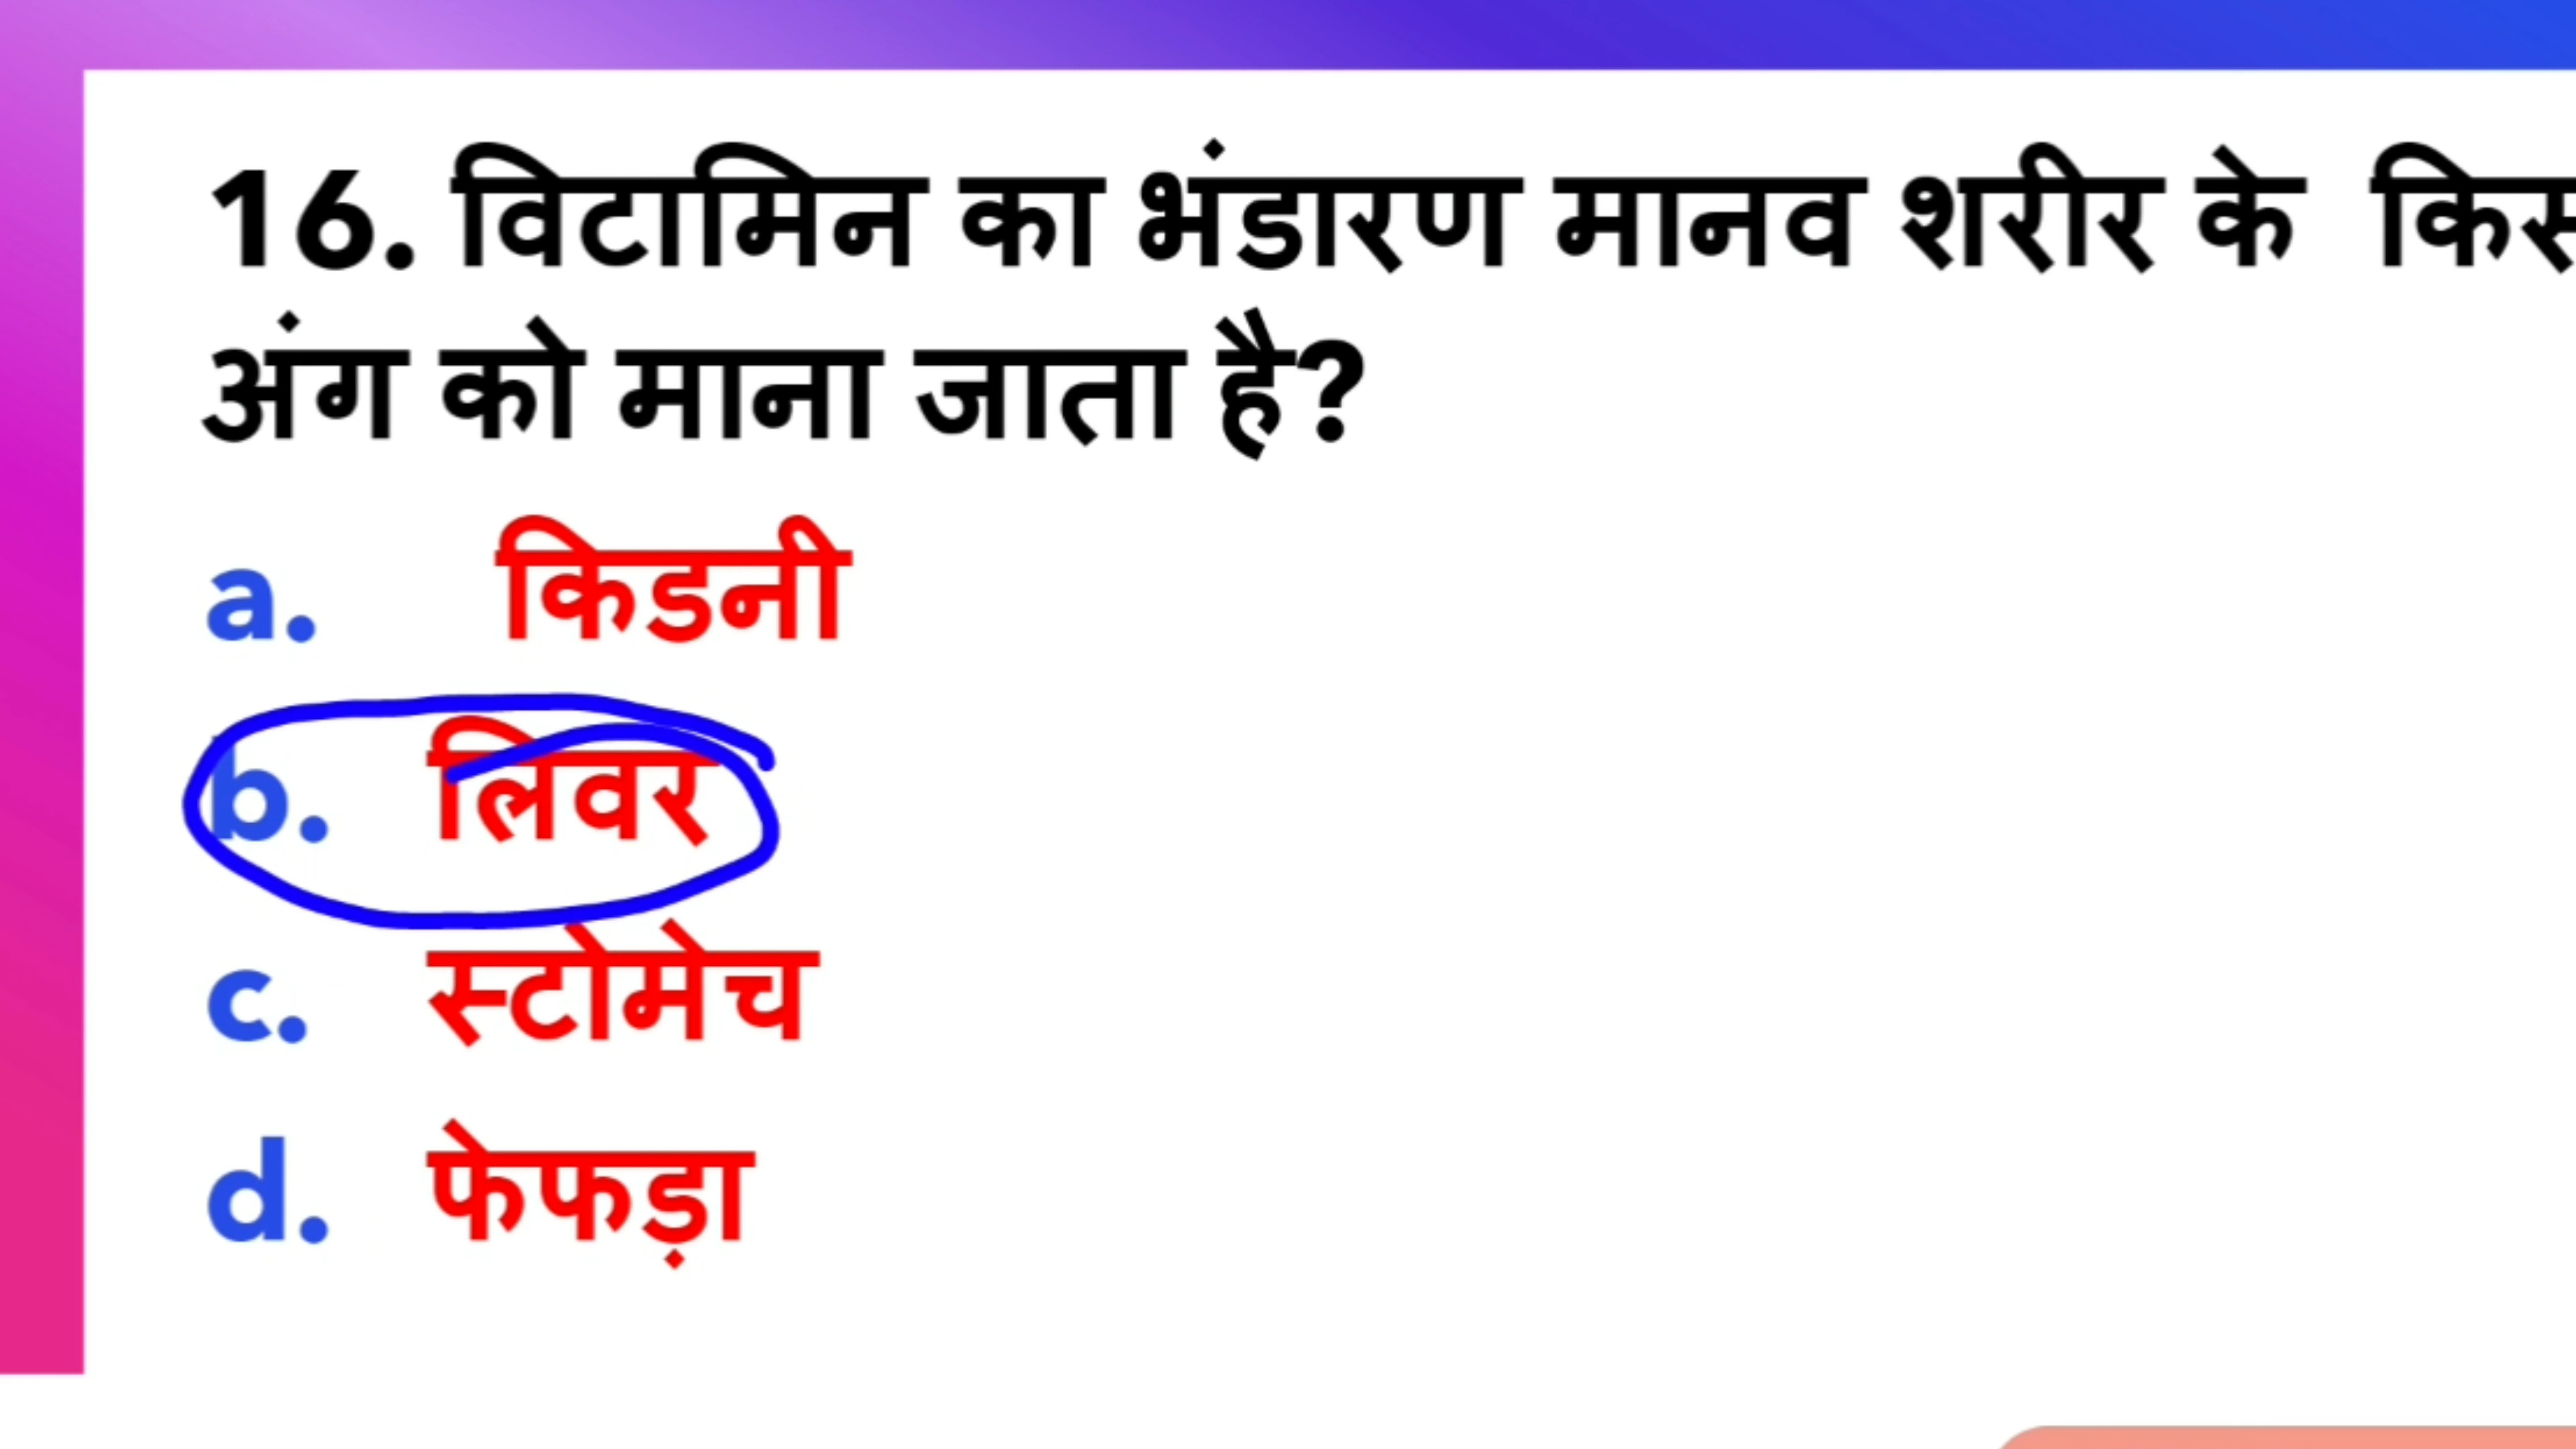 16. विटामिन का भंडारण मानव शरीर के किस
अंग को माना जाता है?
a. किडनी
b. लिवर
c. स्टोमेच
d. फेफड़ा